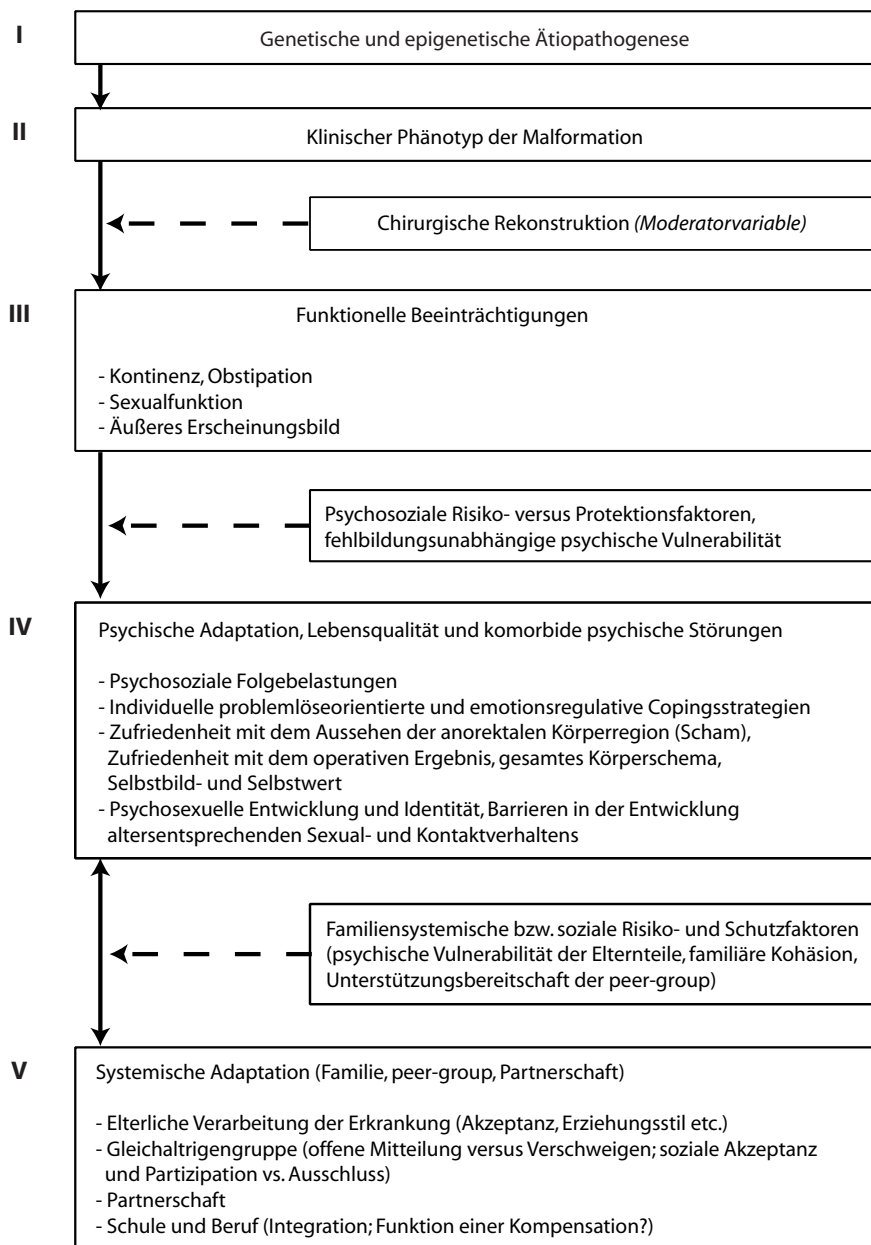 I
Genetische und epigenetische Ätiopathogenese
II
Klinischer Phänotyp der Malformation
Chirurgische Rekonstruktion (Moderatorvariable)
III
Funktionelle Beeinträchtigungen
- Kontinenz, Obstipation
- Sexualfunktion
- Äußeres Erscheinungsbild
Psychosoziale Risiko- versus Protektionsfaktoren,
fehlbildungsunabhängige psychische Vulnerabilität
IV
Psychische Adaptation, Lebensqualität und komorbide psychische Störungen
- Psychosoziale Folgebelastungen
- Individuelle problemlöseorientierte und emotionsregulative Copingsstrategien
- Zufriedenheit mit dem Aussehen der anorektalen Körperregion (Scham),
Zufriedenheit mit dem operativen Ergebnis, gesamtes Körperschema,
Selbstbild- und Selbstwert
- Psychosexuelle Entwicklung und Identität, Barrieren in der Entwicklung
altersentsprechenden Sexual- und Kontaktverhaltens
Familiensystemische bzw. soziale Risiko- und Schutzfaktoren
(psychische Vulnerabilität der Elternteile, familiäre Kohäsion,
Unterstützungsbereitschaft der peer-group)
V
Systemische Adaptation (Familie, peer-group, Partnerschaft)
- Elterliche Verarbeitung der Erkrankung (Akzeptanz, Erziehungsstil etc.)
- Gleichaltrigengruppe (offene Mitteilung versus Verschweigen; soziale Akzeptanz
und Partizipation vs. Ausschluss)
- Partnerschaft
- Schule und Beruf (Integration; Funktion einer Kompensation?)